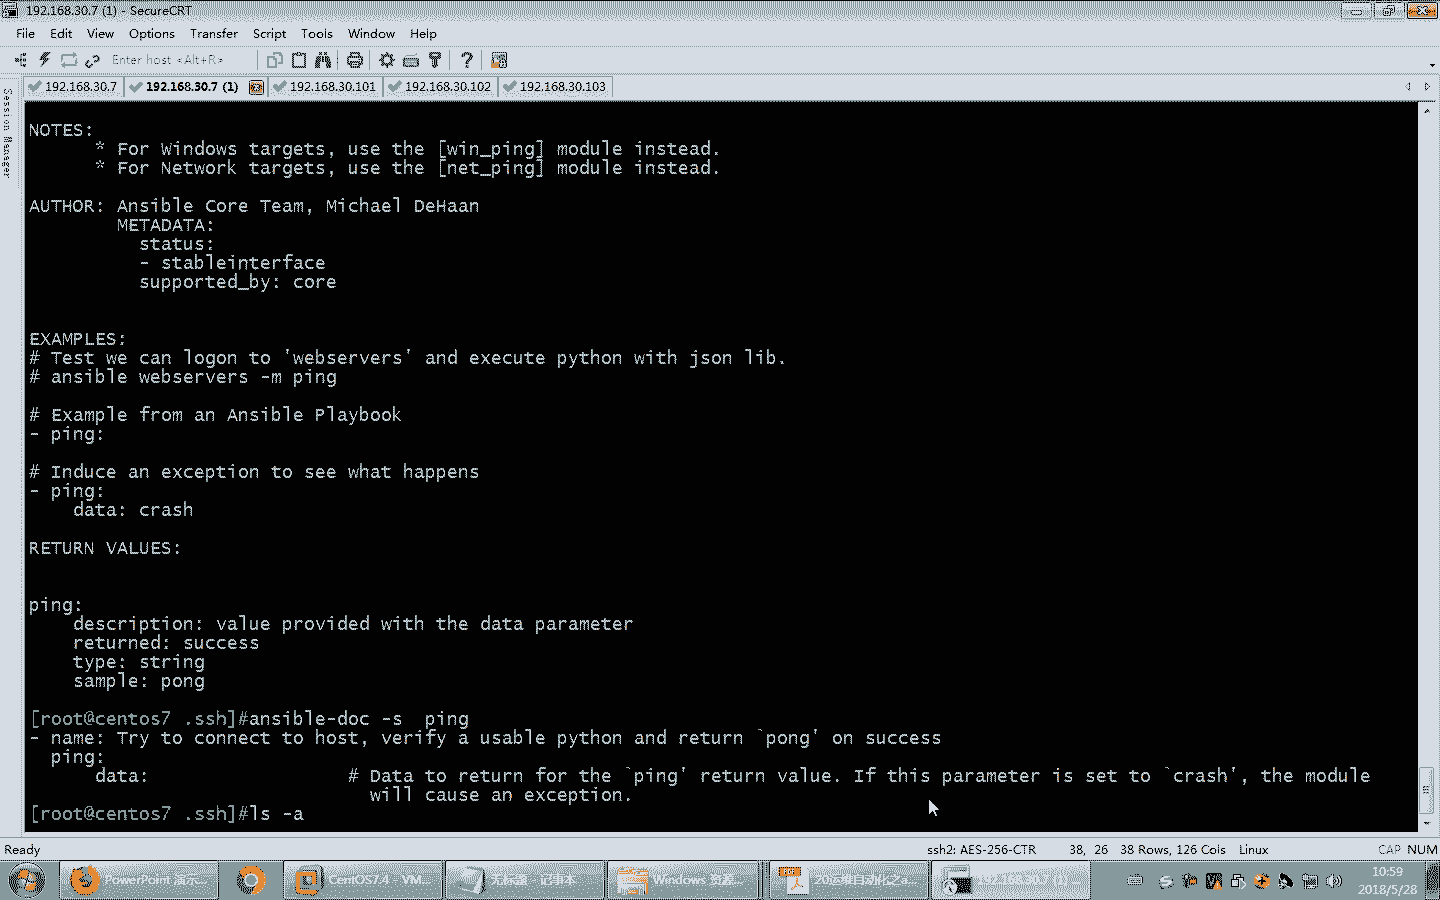 192.168.30.7 (1) - SecureCRT
File Edit View Options Transfer Script Tools Window Help
Enter host <Alt+R>
192.168.30.7 192.168.30.7 (1) 192.168.30.101 192.168.30.102 192.168.30.103
Session Manager
NOTES:
* For Windows targets, use the [win_ping] module instead.
* For Network targets, use the [net_ping] module instead.
AUTHOR: Ansible Core Team, Michael DeHaan
METADATA:
status:
- stableinterface
supported_by: core
EXAMPLES:
# Test we can logon to 'webservers' and execute python with json lib.
# ansible webservers -m ping
# Example from an Ansible Playbook
- ping:
# Induce an exception to see what happens
- ping:
data: crash
RETURN VALUES:
ping:
description: value provided with the data parameter
returned: success
type: string
sample: pong
[root@centos7 .ssh]#ansible-doc -s  ping
- name: Try to connect to host, verify a usable python and return `pong' on success
ping:
data: # Data to return for the `ping' return value. If this parameter is set to `crash', the module
will cause an exception.
[root@centos7 .ssh]#ls -a
Ready ssh2: AES-256-CTR 38, 26 38 Rows, 126 Cols Linux CAP NUM
PowerPoint 演示... CentOS7.4 - VM... 无标题 - 记事本 Windows 资源... 20运维自动化之a... 192.168.30.7 (1)... 10:59
2018/5/28